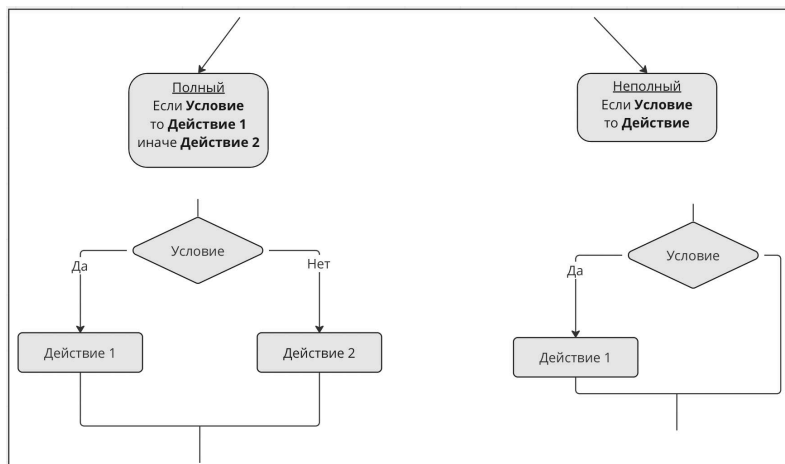 Полный
Если Условие
то Действие 1
иначе Действие 2
Условие
Да
Нет
Действие 1
Действие 2
Неполный
Если Условие
то Действие
Условие
Да
Действие 1